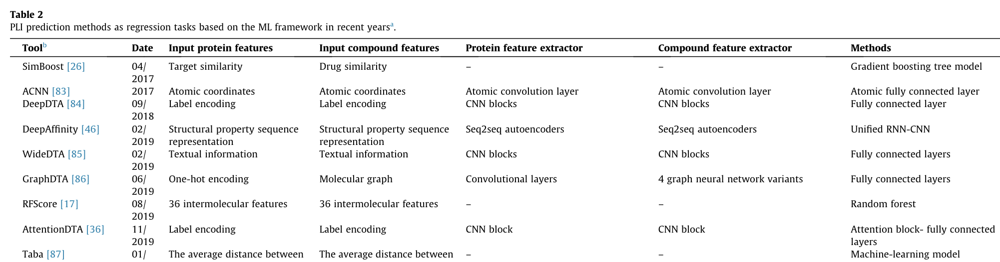 Table 2
PLI prediction methods as regression tasks based on the ML framework in recent yearsa.
Toolb Date Input protein features Input compound features Protein feature extractor Compound feature extractor Methods
SimBoost [26] 04/ Target similarity Drug similarity – – Gradient boosting tree model
2017
ACNN [83] 2017 Atomic coordinates Atomic coordinates Atomic convolution layer Atomic convolution layer Atomic fully connected layer
DeepDTA [84] 09/ Label encoding Label encoding CNN blocks CNN blocks Fully connected layer
2018
DeepAffinity [46] 02/ Structural property sequence Structural property sequence Seq2seq autoencoders Seq2seq autoencoders Unified RNN-CNN
2019 representation representation
WideDTA [85] 02/ Textual information Textual information CNN blocks CNN blocks Fully connected layers
2019
GraphDTA [86] 06/ One-hot encoding Molecular graph Convolutional layers 4 graph neural network variants Fully connected layers
2019
RFScore [17] 08/ 36 intermolecular features 36 intermolecular features – – Random forest
2019
AttentionDTA [36] 11/ Label encoding Label encoding CNN block CNN block Attention block- fully connected
2019 layers
Taba [87] 01/ The average distance between The average distance between – – Machine-learning model